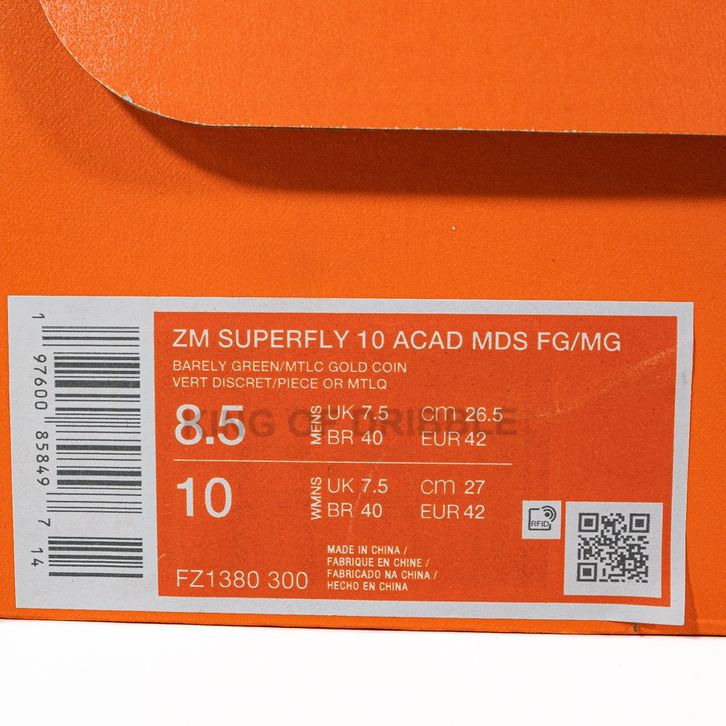 ZM SUPERFLY 10 ACAD MDS FG/MG
BARELY GREEN/MTLC GOLD COIN
VERT DISCRET/PIECE OR MTLQ
8.5 MENS UK 7.5 cm 26.5
BR 40 EUR 42
KING OF DRIBBLE
10 WMNS UK 7.5 cm 27
BR 40 EUR 42
RFID
MADE IN CHINA /
FABRIQUE EN CHINE /
FABRICADO NA CHINA /
HECHO EN CHINA
FZ1380 300
1 97600 85849 7 14